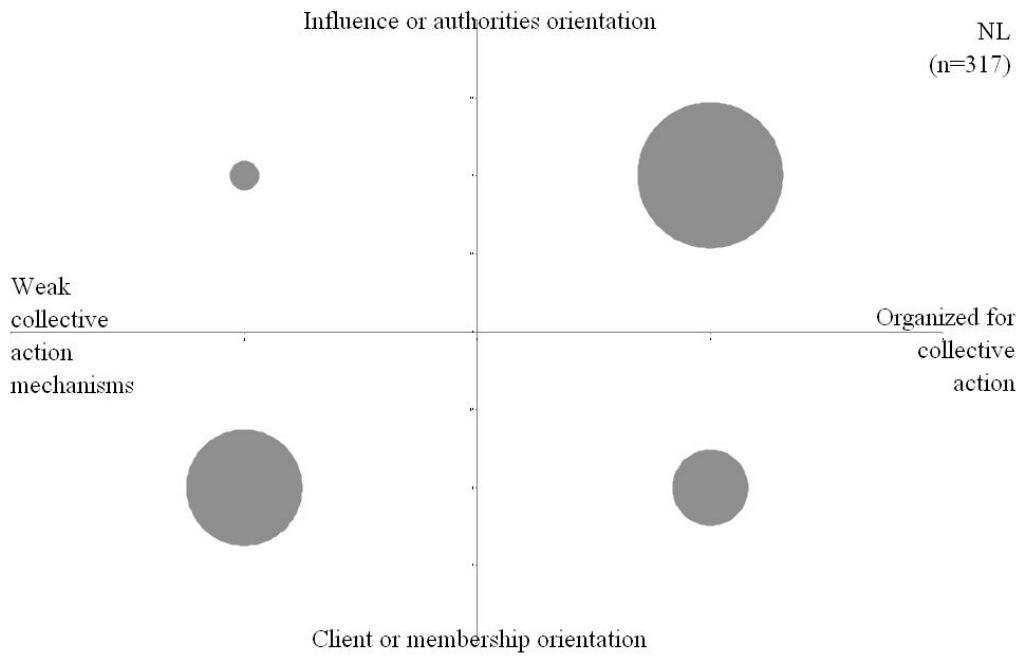 Influence or authorities orientation
NL
(n=317)
Weak
collective
action
mechanisms
Organized for
collective
action
Client or membership orientation